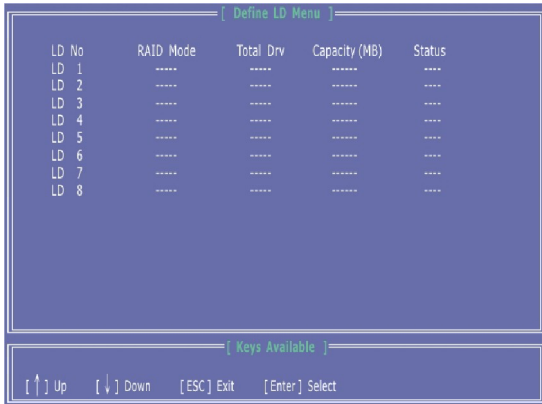 [ Define LD Menu ]
LD No RAID Mode Total Drv Capacity (MB) Status
LD 1 ----- ----- ------ ----
LD 2 ----- ----- ------ ----
LD 3 ----- ----- ------ ----
LD 4 ----- ----- ------ ----
LD 5 ----- ----- ------ ----
LD 6 ----- ----- ------ ----
LD 7 ----- ----- ------ ----
LD 8 ----- ----- ------ ----
[ Keys Available ]
[↑] Up [↓] Down [ESC] Exit [Enter] Select